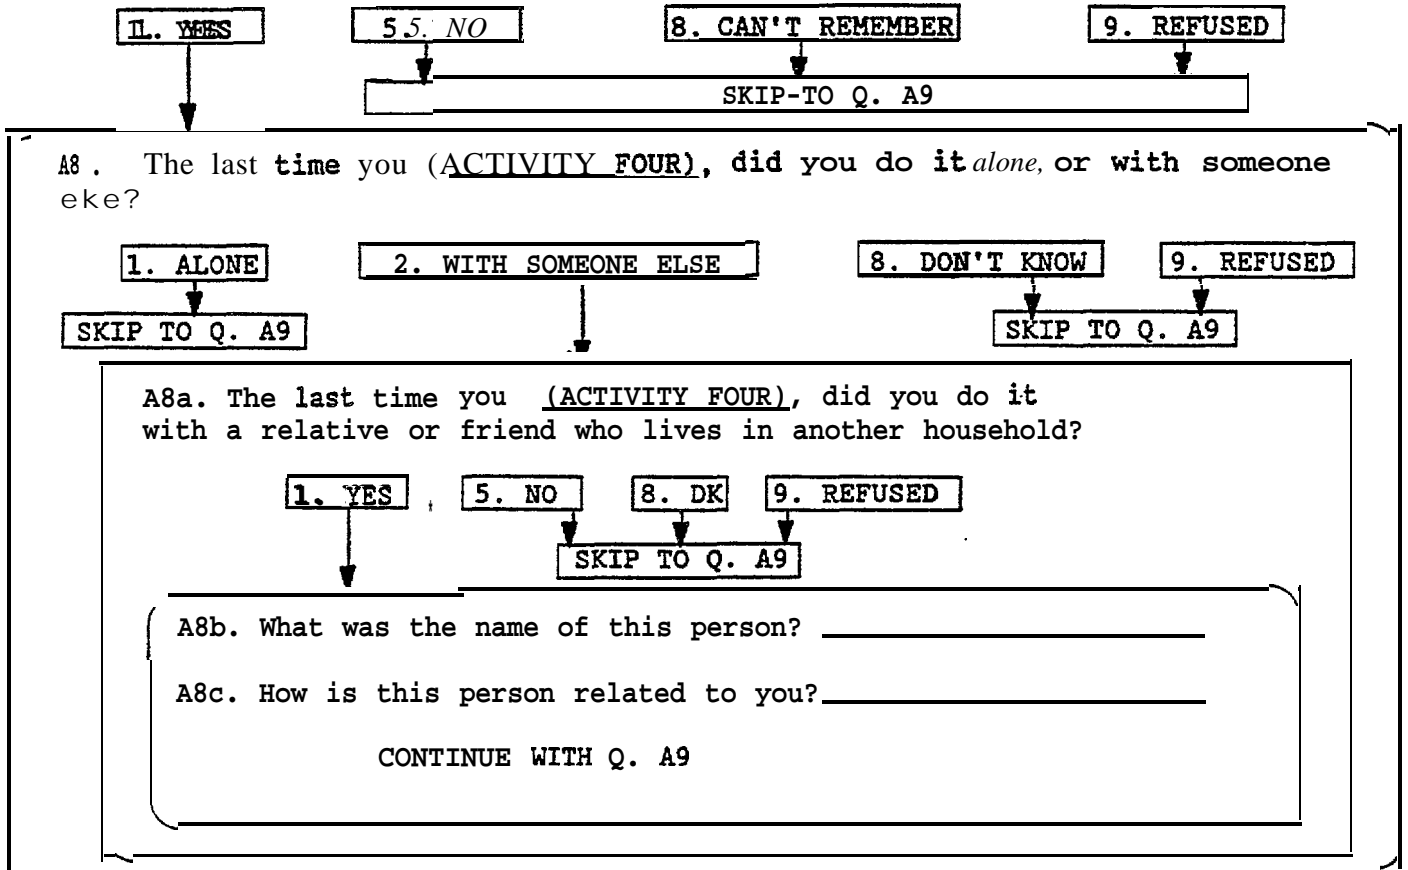 1. YES 5. 5. NO 8. CAN'T REMEMBER 9. REFUSED
SKIP-TO Q. A9
A8. The last time you (ACTIVITY FOUR), did you do it alone, or with someone
eke?
1. ALONE 2. WITH SOMEONE ELSE 8. DON'T KNOW 9. REFUSED
SKIP TO Q. A9 SKIP TO Q. A9
A8a. The last time you (ACTIVITY FOUR), did you do it
with a relative or friend who lives in another household?
1. YES 5. NO 8. DK 9. REFUSED
SKIP TO Q. A9
A8b. What was the name of this person?
A8c. How is this person related to you?
CONTINUE WITH Q. A9